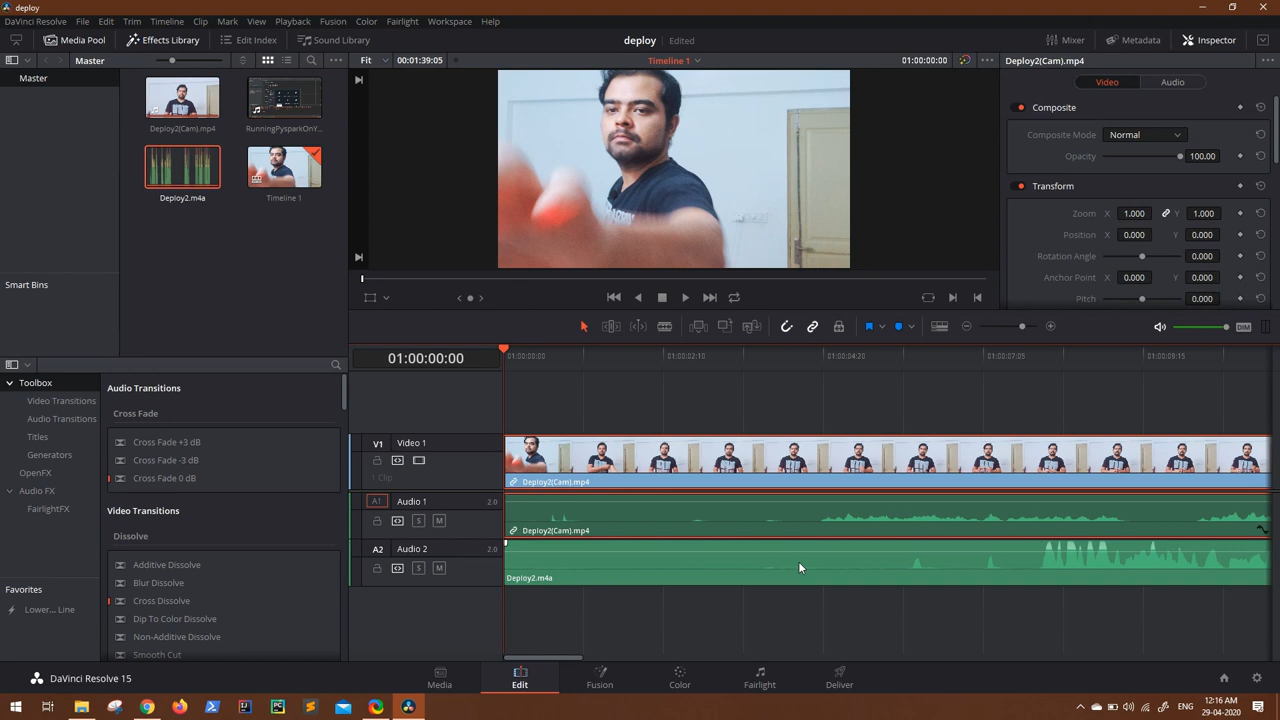 deploy
DaVinci Resolve File Edit Trim Timeline Clip Mark View Playback Fusion Color Fairlight Workspace Help
Media Pool Effects Library Edit Index Sound Library deploy Edited Mixer Metadata Inspector
Master Fit 00:01:39:05 Timeline 1 01:00:00:00 Deploy2(Cam).mp4
Master
Video Audio
Composite
Deploy2(Cam).mp4 RunningPysparkOnY...
Composite Mode Normal
Opacity 100.00
Transform
Deploy2.m4a Timeline 1
Zoom X 1.000 Y 1.000
Position X 0.000 Y 0.000
Rotation Angle 0.000
Anchor Point X 0.000 Y 0.000
Smart Bins
Pitch 0.000
DIM
01:00:00:00 01:00:00:00 01:00:02:10 01:00:04:20 01:00:07:05 01:00:09:15
Toolbox
Video Transitions
Audio Transitions
Titles
Generators
OpenFX
Audio FX
FairlightFX
Favorites
Lower... Line
Audio Transitions
Cross Fade
Cross Fade +3 dB
Cross Fade -3 dB
Cross Fade 0 dB
Video Transitions
Dissolve
Additive Dissolve
Blur Dissolve
Cross Dissolve
Dip To Color Dissolve
Non-Additive Dissolve
Smooth Cut
V1 Video 1
1 Clip
Deploy2(Cam).mp4
A1 Audio 1 2.0
S M
Deploy2(Cam).mp4
A2 Audio 2 2.0
S M
Deploy2.m4a
DaVinci Resolve 15
Media Edit Fusion Color Fairlight Deliver
ENG
12:16 AM
29-04-2020